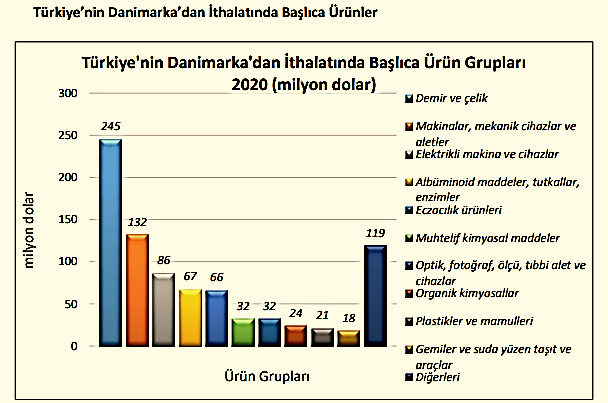 Türkiye’nin Danimarka’dan İthalatında Başlıca Ürünler
Türkiye'nin Danimarka'dan İthalatında Başlıca Ürün Grupları
2020 (milyon dolar)
300
250
200
150
100
50
0
milyon dolar
245
132
86
67
66
32
32
24
21
18
119
Ürün Grupları
Demir ve çelik
Makinalar, mekanik cihazlar ve
aletler
Elektrikli makina ve cihazlar
Albüminoid maddeler, tutkallar,
enzimler
Eczacılık ürünleri
Muhtelif kimyasal maddeler
Optik, fotoğraf, ölçü, tıbbi alet ve
cihazlar
Organik kimyasallar
Plastikler ve mamulleri
Gemiler ve suda yüzen taşıt ve
araçlar
Diğerleri